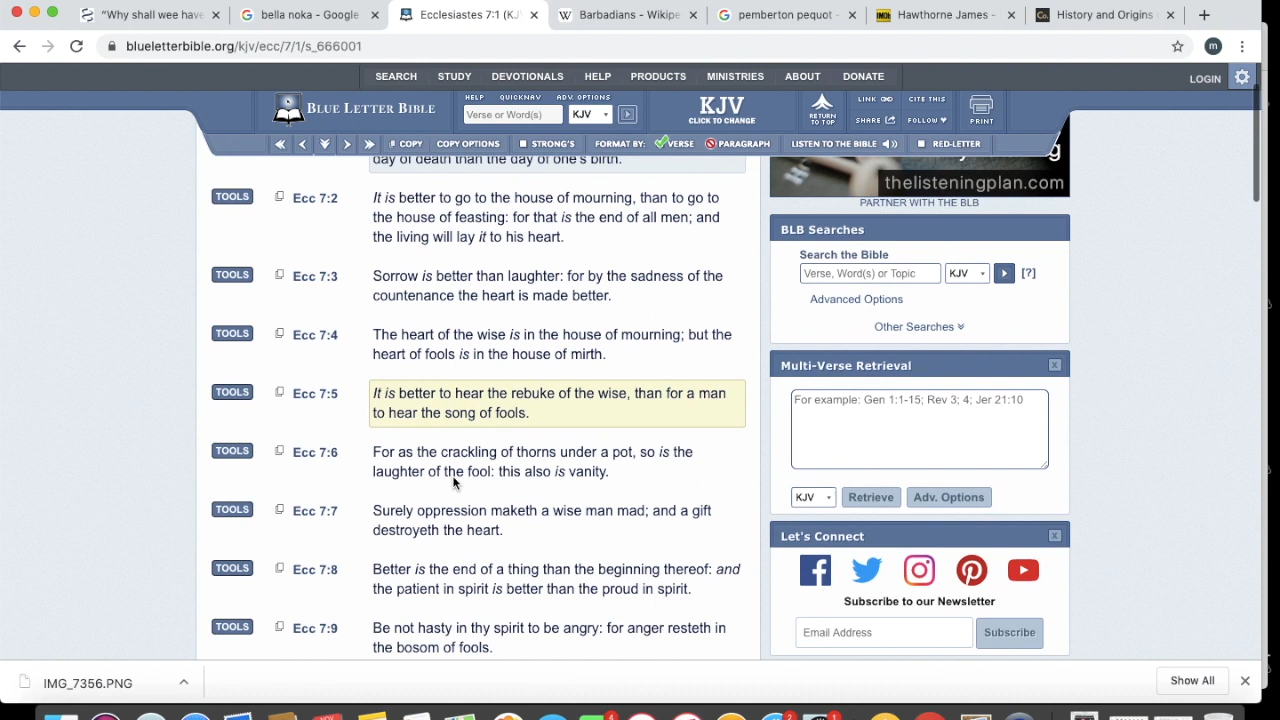 "Why shall wee have
bella noka - Google
Ecclesiastes 7:1 (KJV
Barbadians - Wikipe
pemberton pequot -
Hawthorne James -
History and Origins
blueletterbible.org/kjv/ecc/7/1/s_666001
m
SEARCH STUDY DEVOTIONALS HELP PRODUCTS MINISTRIES ABOUT DONATE
LOGIN
BLUE LETTER BIBLE
HELP QUICKNAV ADV. OPTIONS
Verse or Word(s) KJV
KJV
CLICK TO CHANGE
RETURN
TO TOP
LINK CITE THIS
SHARE FOLLOW
PRINT
COPY COPY OPTIONS STRONG'S FORMAT BY: VERSE PARAGRAPH LISTEN TO THE BIBLE RED-LETTER
day of death than the day of one's birth.
TOOLS Ecc 7:2 It is better to go to the house of mourning, than to go to
the house of feasting: for that is the end of all men; and
the living will lay it to his heart.
TOOLS Ecc 7:3 Sorrow is better than laughter: for by the sadness of the
countenance the heart is made better.
TOOLS Ecc 7:4 The heart of the wise is in the house of mourning; but the
heart of fools is in the house of mirth.
TOOLS Ecc 7:5 It is better to hear the rebuke of the wise, than for a man
to hear the song of fools.
TOOLS Ecc 7:6 For as the crackling of thorns under a pot, so is the
laughter of the fool: this also is vanity.
TOOLS Ecc 7:7 Surely oppression maketh a wise man mad; and a gift
destroyeth the heart.
TOOLS Ecc 7:8 Better is the end of a thing than the beginning thereof: and
the patient in spirit is better than the proud in spirit.
TOOLS Ecc 7:9 Be not hasty in thy spirit to be angry: for anger resteth in
the bosom of fools.
thelisteningplan.com
PARTNER WITH THE BLB
BLB Searches
Search the Bible
Verse, Word(s) or Topic KJV [?]
Advanced Options
Other Searches
Multi-Verse Retrieval
For example: Gen 1:1-15; Rev 3; 4; Jer 21:10
KJV Retrieve Adv. Options
Let's Connect
Subscribe to our Newsletter
Email Address Subscribe
IMG_7356.PNG
Show All